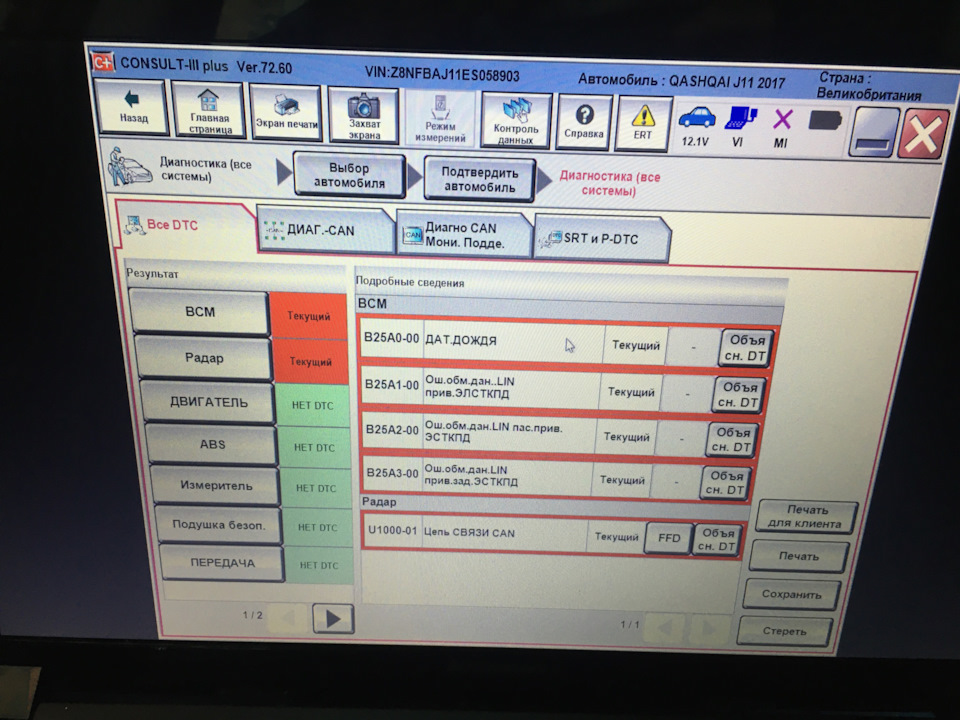 C+ CONSULT-III plus Ver.72.60 VIN:Z8NFBAJ11ES058903 Автомобиль : QASHQAI J11 2017 Страна :
Великобритания
Назад
Главная
страница
Экран печати
Захват
экрана
Режим
измерений
Контроль
данных
Справка
ERT
12.1V
VI
MI
Диагностика (все
системы)
Выбор
автомобиля
Подтвердить
автомобиль
Диагностика (все
системы)
Все DTC
ДИАГ.-CAN
CAN
Диагно CAN
Мони. Подде.
SRT и P-DTC
Результат
BCM Текущий
Радар Текущий
ДВИГАТЕЛЬ НЕТ DTC
ABS НЕТ DTC
Измеритель НЕТ DTC
Подушка безоп. НЕТ DTC
ПЕРЕДАЧА НЕТ DTC
1 / 2
Подробные сведения
BCM
B25A0-00 ДАТ.ДОЖДЯ Текущий - Объя
сн. DT
B25A1-00 Ош.обм.дан..LIN
прив.ЭЛСТКПД Текущий - Объя
сн. DT
B25A2-00 Ош.обм.дан.LIN пас.прив.
ЭСТКПД Текущий - Объя
сн. DT
B25A3-00 Ош.обм.дан.LIN
прив.зад.ЭСТКПД Текущий - Объя
сн. DT
Радар
U1000-01 Цепь СВЯЗИ CAN Текущий FFD Объя
сн. DT
1 / 1
Печать
для клиента
Печать
Сохранить
Стереть